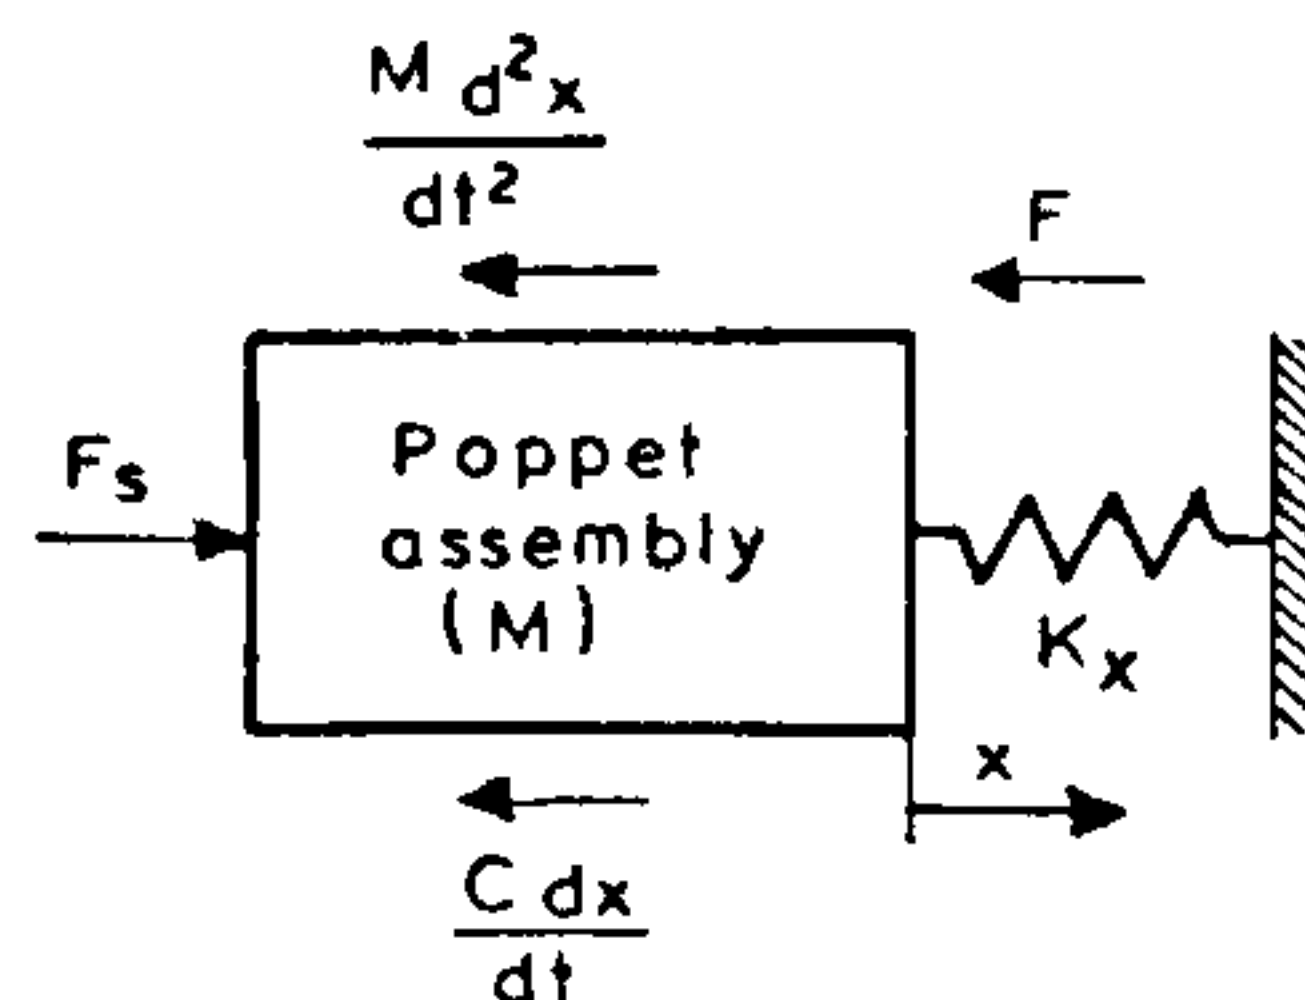 M d²x
dt²
F
Fs
Poppet
assembly
(M)
Kx
x
C dx
dt